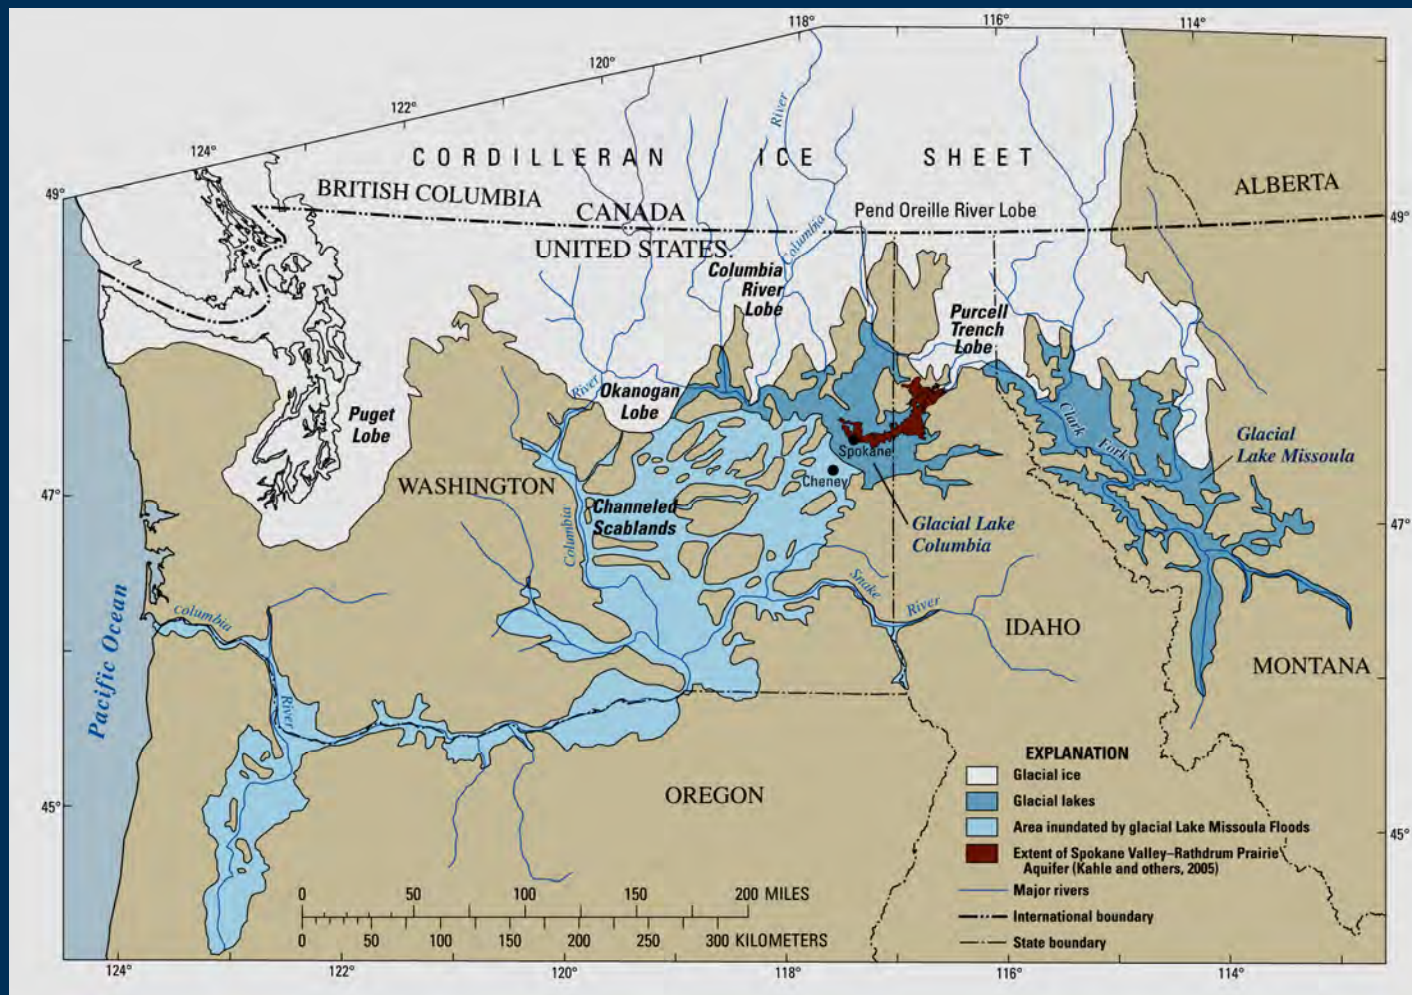 118°
116°
114°
120°
122°
124°
49°
CORDILLERAN ICE SHEET
River
BRITISH COLUMBIA
ALBERTA
CANADA
Pend Oreille River Lobe
49°
UNITED STATES
Columbia
Columbia
River
Lobe
Purcell
Trench
Lobe
River
Okanogan
Lobe
Puget
Lobe
Clark Fork
Glacial
Lake Missoula
Spokane
Cheney
WASHINGTON
47°
Channeled
Scablands
Glacial Lake
Columbia
47°
Columbia
Snake
River
Columbia
IDAHO
MONTANA
Pacific Ocean
River
OREGON
45°
45°
EXPLANATION
Glacial ice
Glacial lakes
Area inundated by glacial Lake Missoula Floods
Extent of Spokane Valley–Rathdrum Prairie
Aquifer (Kahle and others, 2005)
Major rivers
International boundary
State boundary
0 50 100 150 200 MILES
0 50 100 150 200 250 300 KILOMETERS
124°
122°
120°
118°
116°
114°